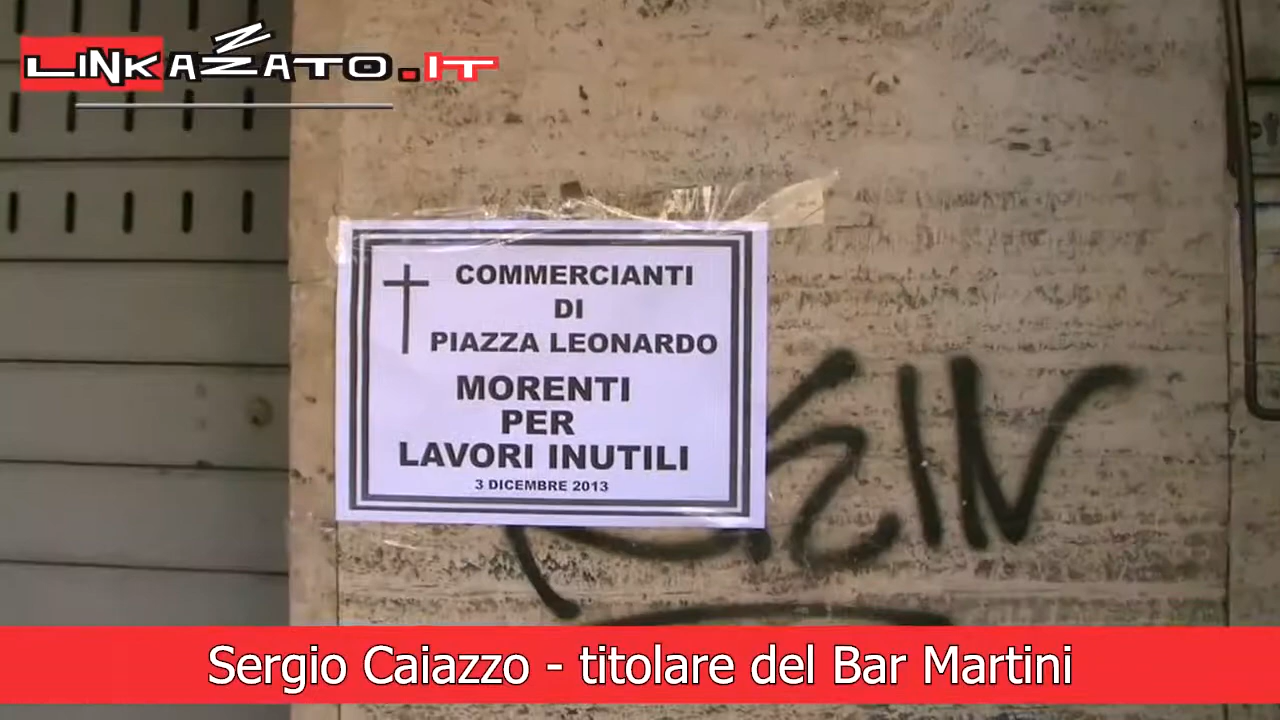 LINKAZZATO.IT
COMMERCIANTI
DI
PIAZZA LEONARDO
MORENTI
PER
LAVORI INUTILI
3 DICEMBRE 2013
Sergio Caiazzo - titolare del Bar Martini